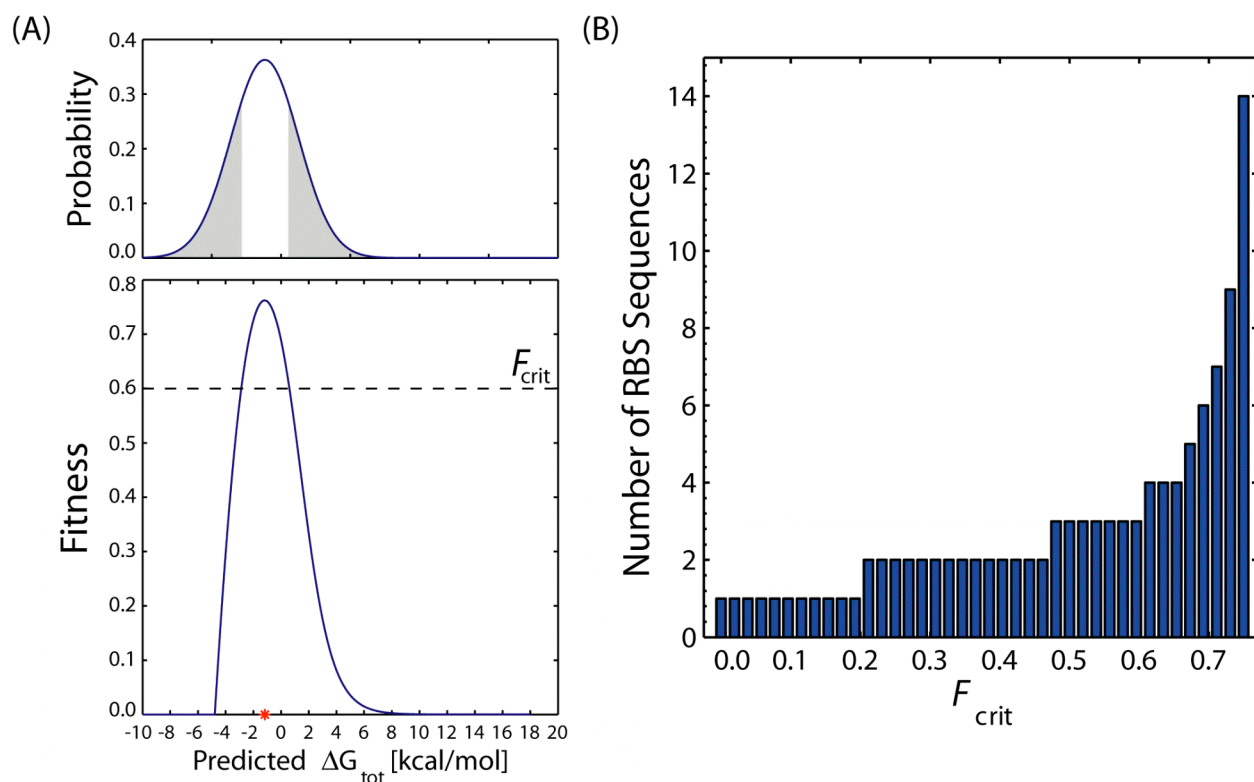 (A)
0.4
0.3
0.2
0.1
0.0
Probability
0.8
0.7
0.6
0.5
0.4
0.3
0.2
0.1
0.0
Fitness
Fcrit
-10 -8 -6 -4 -2 0 2 4 6 8 10 12 14 16 18 20
Predicted ΔGtot [kcal/mol]
(B)
14
12
10
8
6
4
2
0
Number of RBS Sequences
0.0 0.1 0.2 0.3 0.4 0.5 0.6 0.7
Fcrit